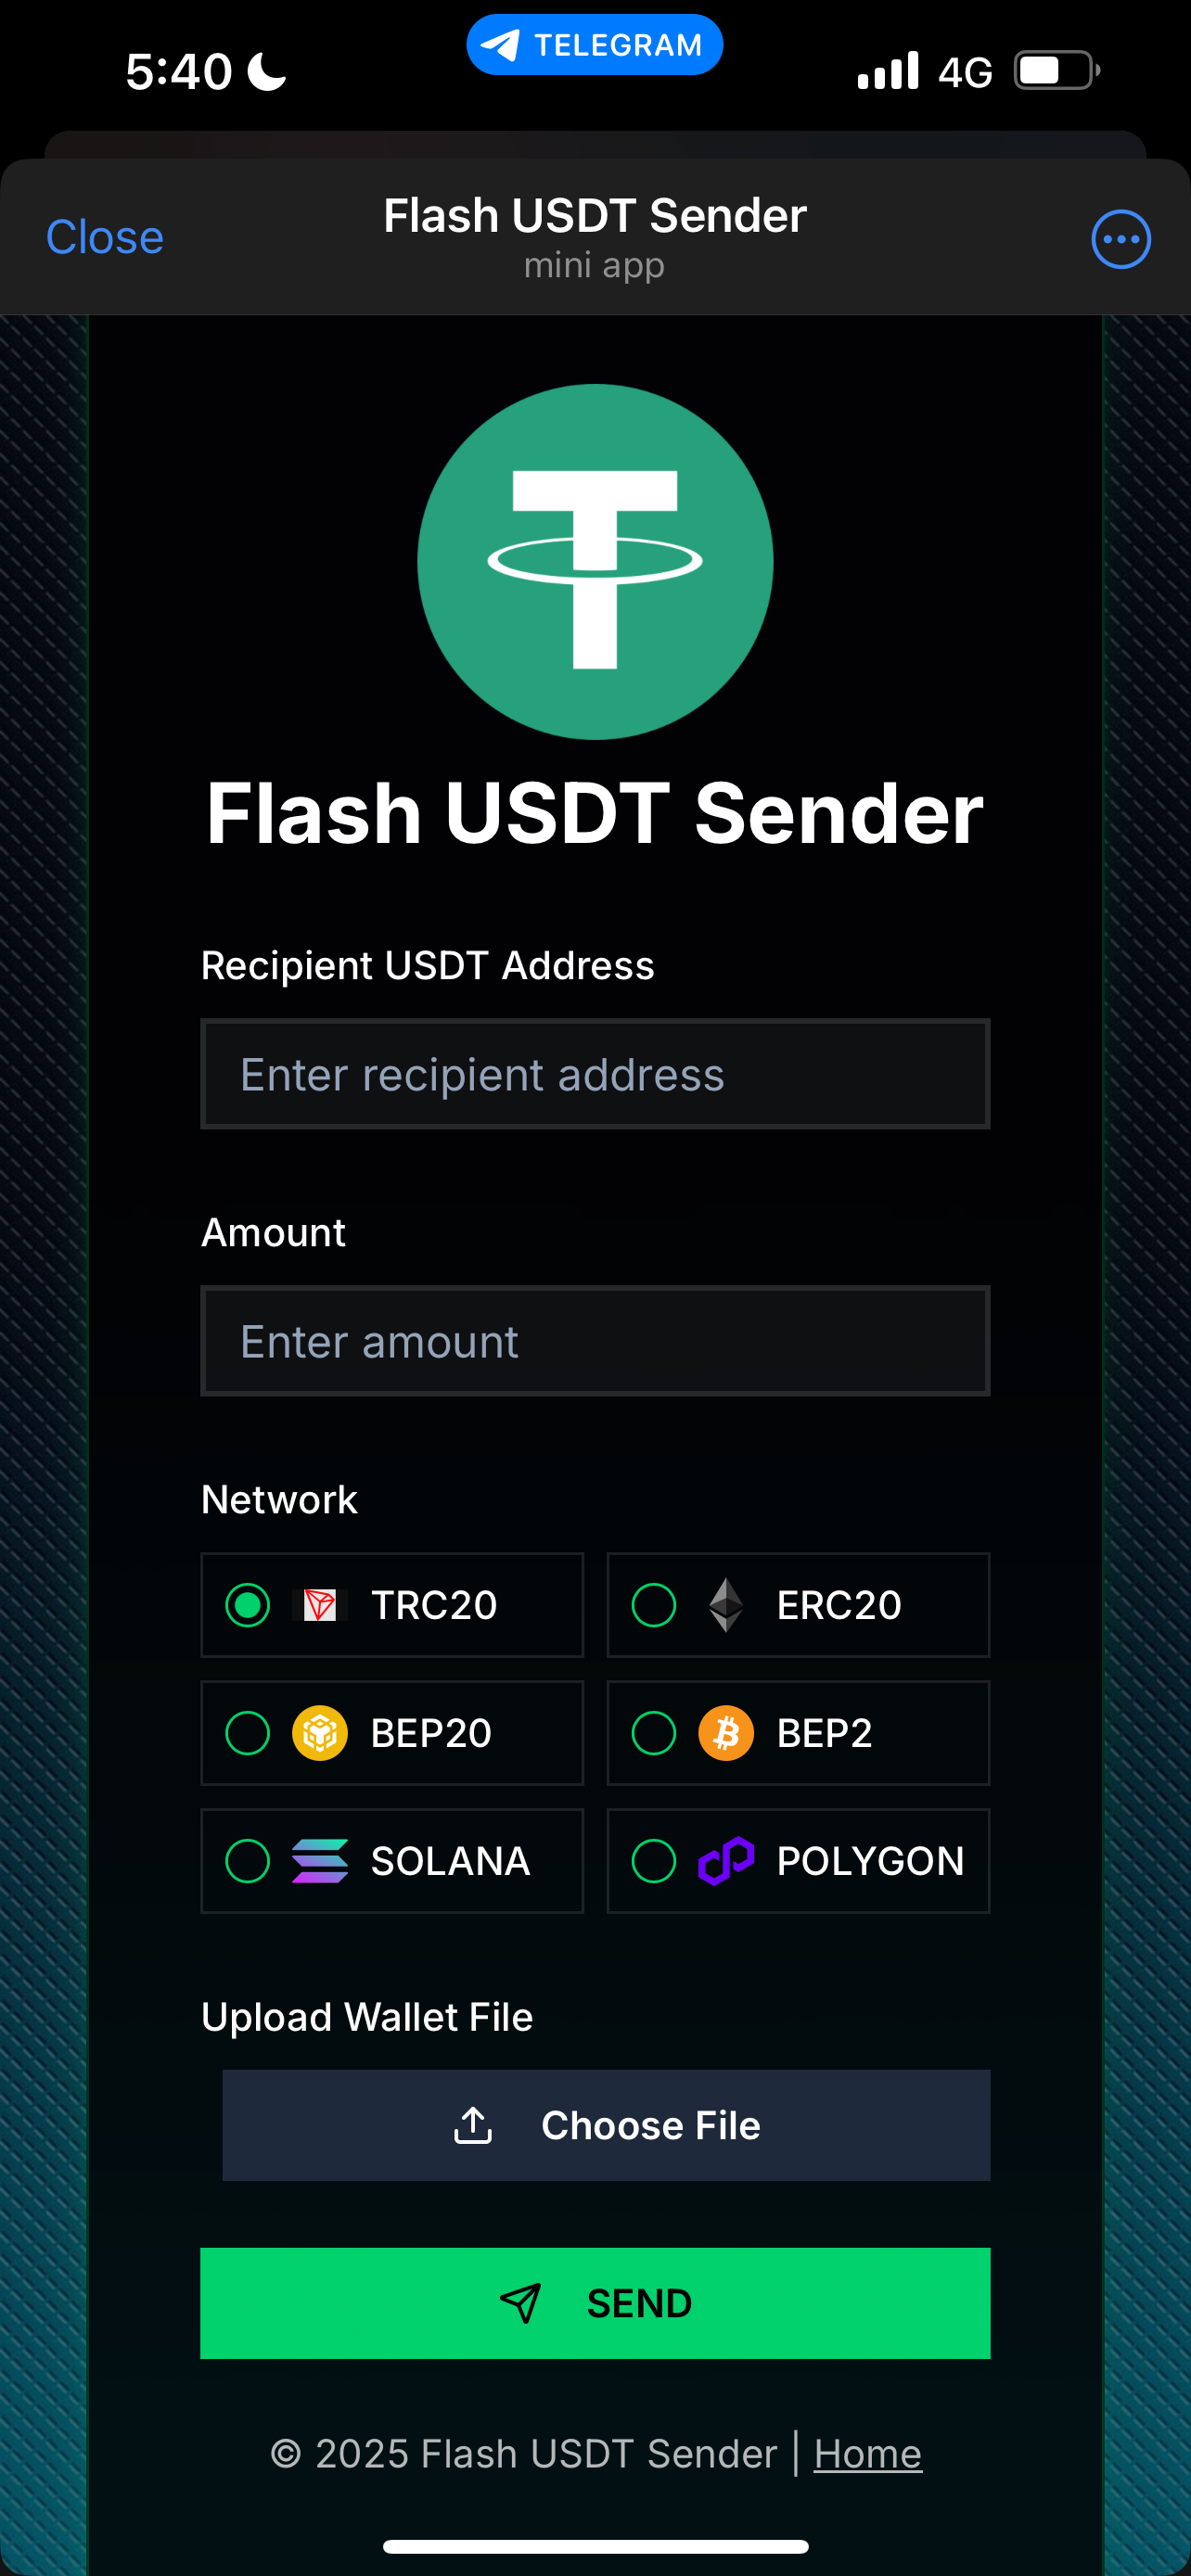 5:40
TELEGRAM
4G
Close
Flash USDT Sender
mini app
Flash USDT Sender
Recipient USDT Address
Enter recipient address
Amount
Enter amount
Network
TRC20
ERC20
BEP20
BEP2
SOLANA
POLYGON
Upload Wallet File
Choose File
SEND
© 2025 Flash USDT Sender | Home